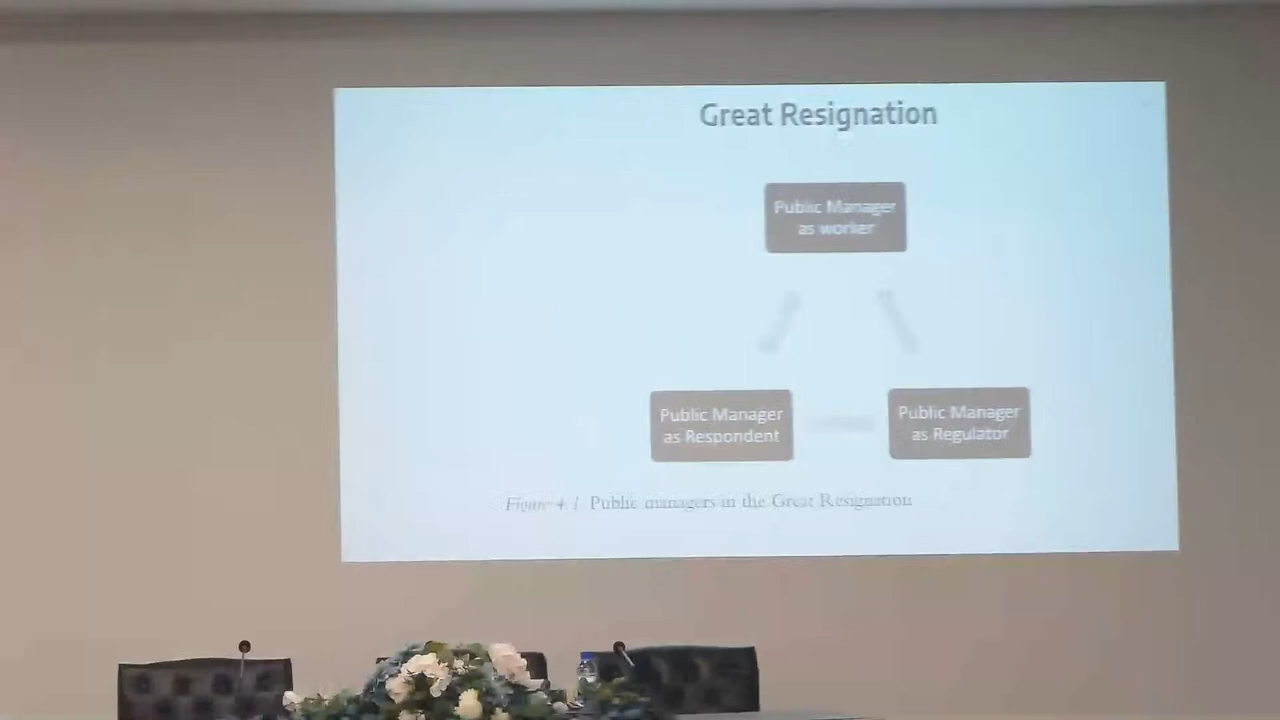 Great Resignation
Public Manager
as worker
Public Manager
as Respondent
Public Manager
as Regulator
Figure 4.1 Public managers in the Great Resignation